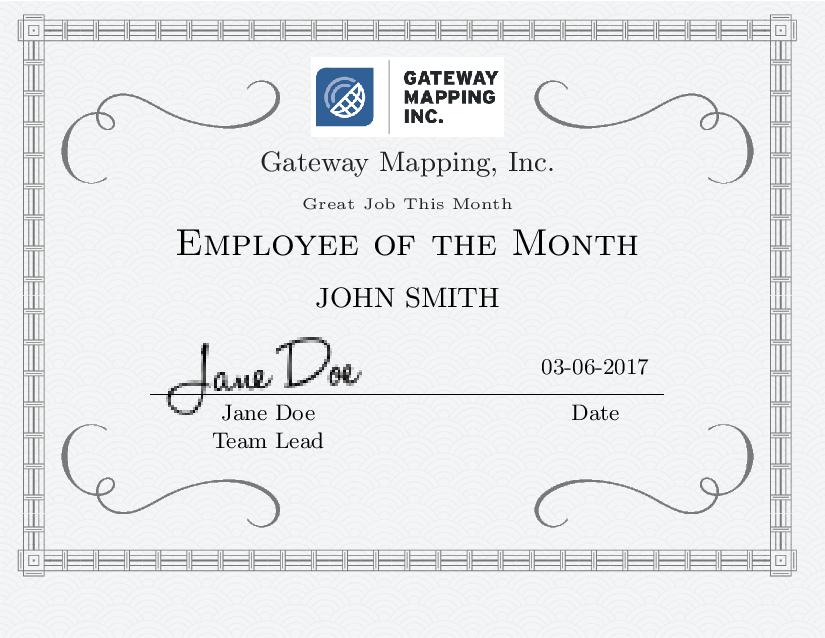 GATEWAY
MAPPING
INC.
Gateway Mapping, Inc.
Great Job This Month
Employee of the Month
JOHN SMITH
Jane Doe
03-06-2017
Jane Doe
Date
Team Lead